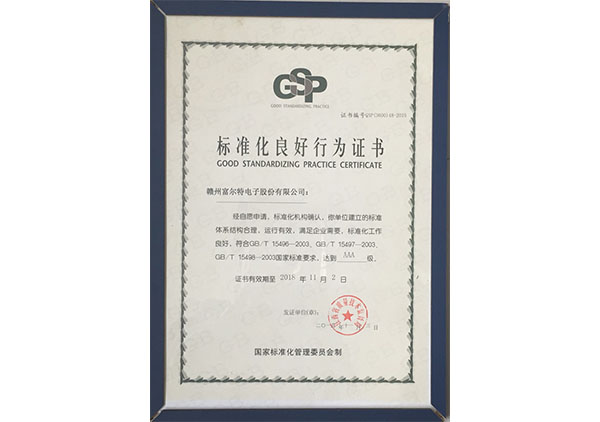 GSP
GOOD STANDARDIZING PRACTICE
标准化良好行为证书
GOOD STANDARDIZING PRACTICE CERTIFICATE
赣州富尔特电子股份有限公司：
经自愿申请、标准化机构确认，你单位建立的标准
体系结构合理，运行有效，满足企业需要，标准化工作
良好，符合GB/T 15496—2003、GB/T 15497—2003、
GB/T 15498—2003国家标准要求，达到 AAA 级。
证书有效期至 2018 年 11 月 2 日
发证单位(章)：
国家标准化管理委员会制